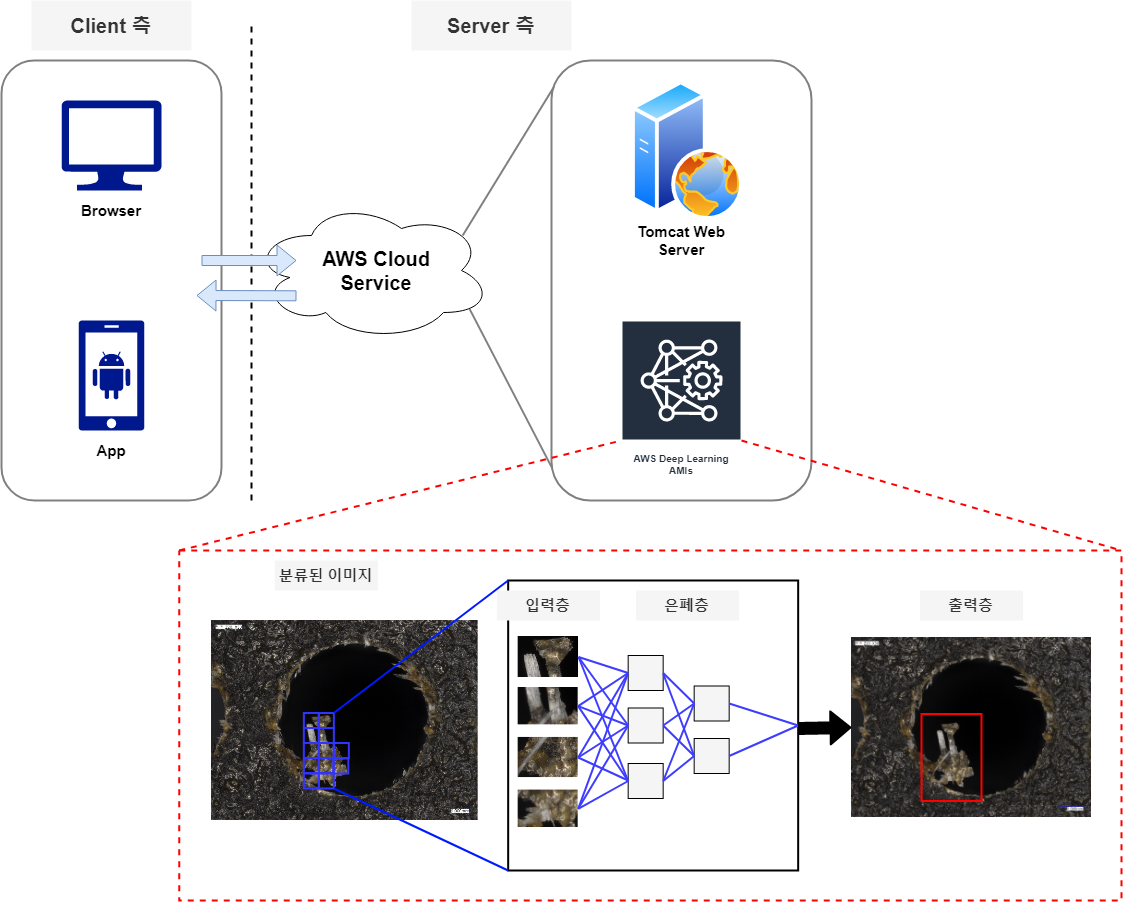 Client 측
Server 측
Browser
App
AWS Cloud
Service
Tomcat Web
Server
AWS Deep Learning
AMIs
분류된 이미지
입력층
은폐층
출력층